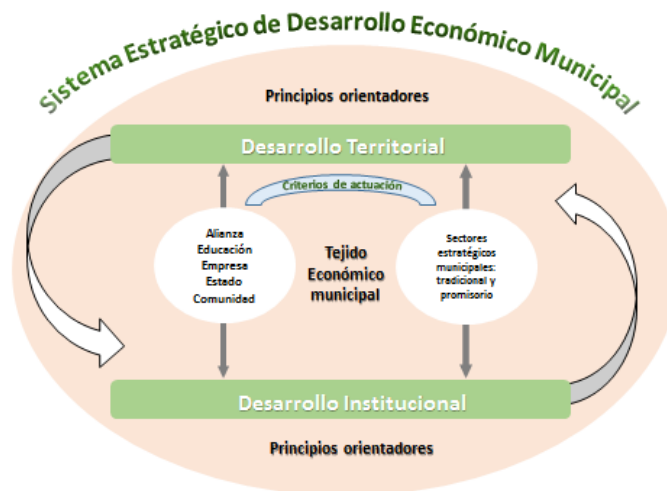 Sistema Estratégico de Desarrollo Económico Municipal
Principios orientadores
Desarrollo Territorial
Criterios de actuación
Alianza
Educación
Empresa
Estado
Comunidad
Tejido
Económico
municipal
Sectores
estratégicos
municipales:
tradicional y
promisorio
Desarrollo Institucional
Principios orientadores